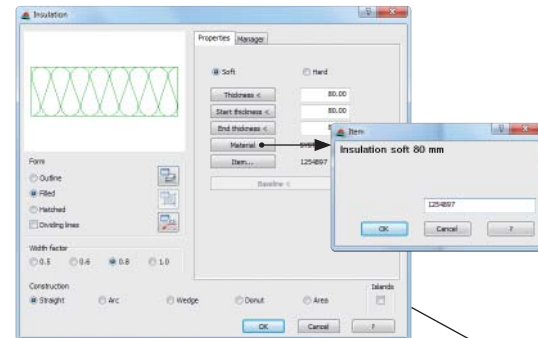 Insulation
Properties Manager
Soft Hard
Thickness < 80.00
Start thickness < 80.00
End thickness <
Material
Item... 1254897
Baseline <
Form
Outline
Filled
Hatched
Dividing lines
Width factor
0.5 0.6 0.8 1.0
Construction
Straight Arc Wedge Donut Area
Islands
OK Cancel ?
Item
Insulation soft 80 mm
1254897
OK Cancel ?